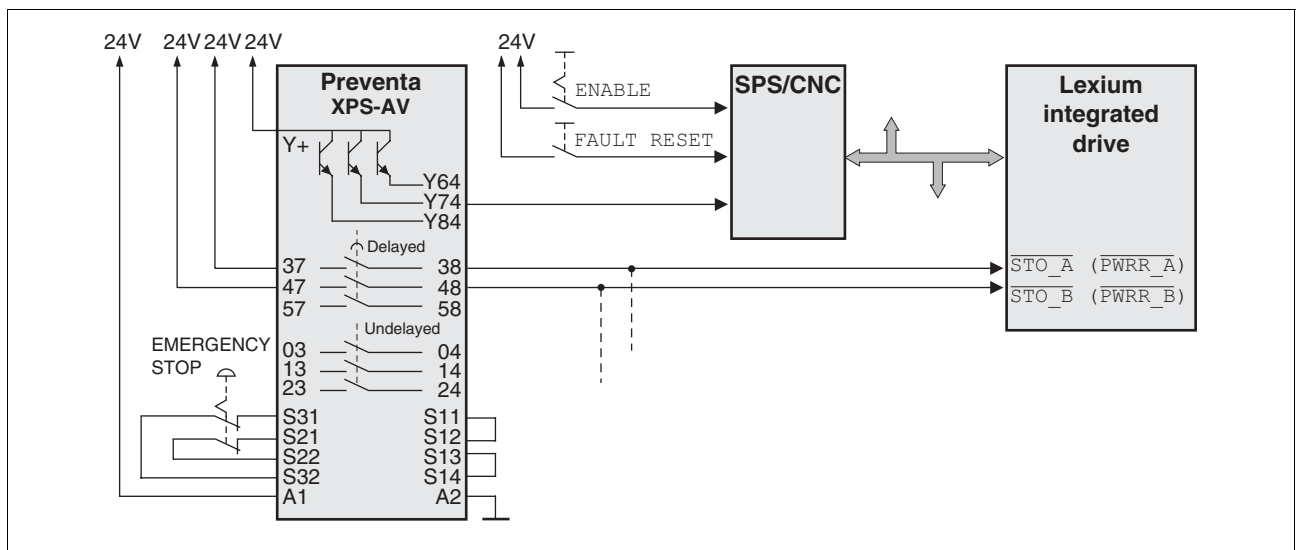 24V 24V 24V 24V
24V
Preventa
XPS-AV
Y+
Y64
Y74
Y84
Delayed
37 38
47 48
57 58
Undelayed
03 04
13 14
23 24
EMERGENCY
STOP
S31 S11
S21 S12
S22 S13
S32 S14
A1 A2
ENABLE
FAULT RESET
SPS/CNC
Lexium
integrated
drive
STO_A (PWRR_A)
STO_B (PWRR_B)